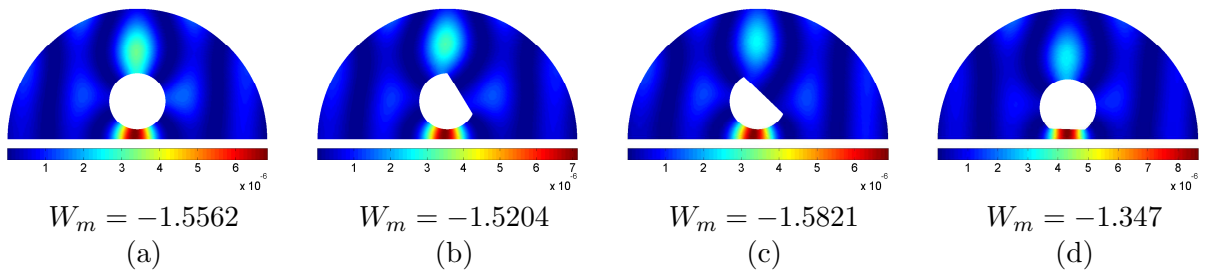 1 2 3 4 5 6
x 10⁻⁶
W_m = −1.5562
(a)
1 2 3 4 5 6 7
x 10⁻⁶
W_m = −1.5204
(b)
1 2 3 4 5 6
x 10⁻⁶
W_m = −1.5821
(c)
1 2 3 4 5 6 7 8
x 10⁻⁶
W_m = −1.347
(d)